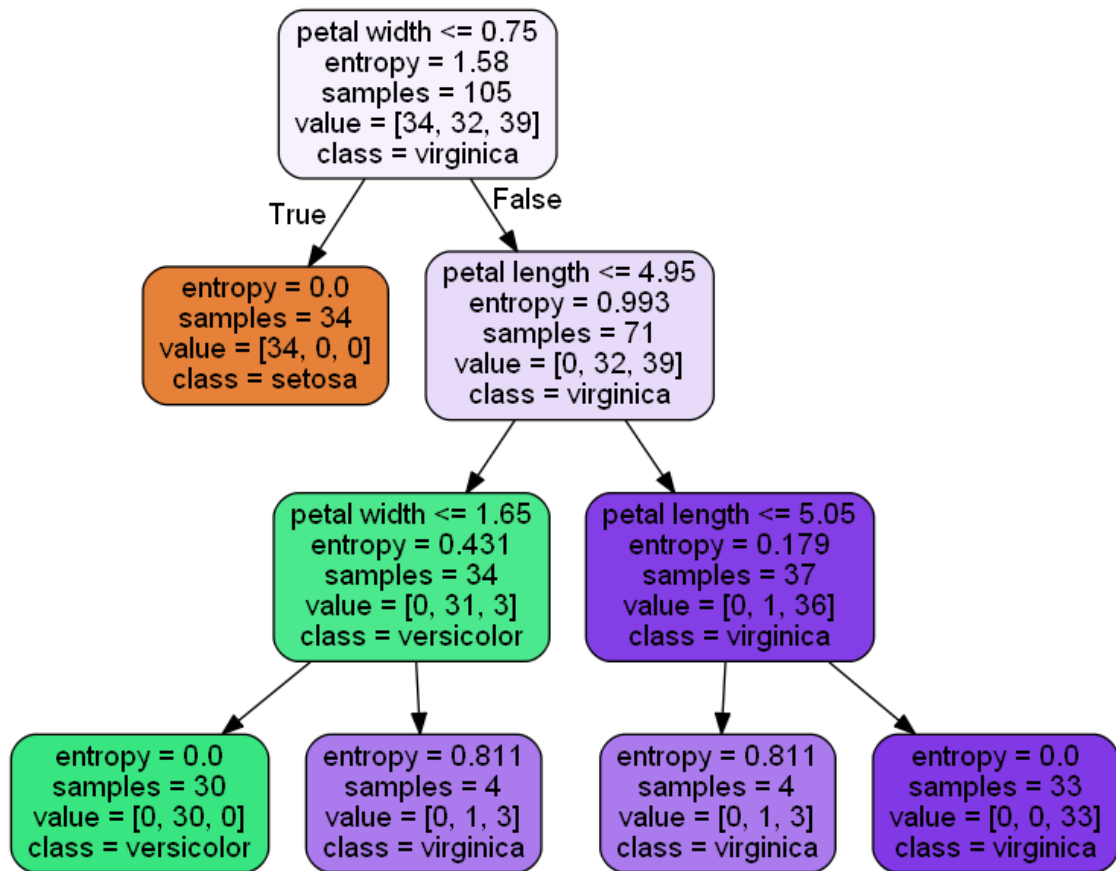 petal width <= 0.75
entropy = 1.58
samples = 105
value = [34, 32, 39]
class = virginica
True
False
entropy = 0.0
samples = 34
value = [34, 0, 0]
class = setosa
petal length <= 4.95
entropy = 0.993
samples = 71
value = [0, 32, 39]
class = virginica
petal width <= 1.65
entropy = 0.431
samples = 34
value = [0, 31, 3]
class = versicolor
petal length <= 5.05
entropy = 0.179
samples = 37
value = [0, 1, 36]
class = virginica
entropy = 0.0
samples = 30
value = [0, 30, 0]
class = versicolor
entropy = 0.811
samples = 4
value = [0, 1, 3]
class = virginica
entropy = 0.811
samples = 4
value = [0, 1, 3]
class = virginica
entropy = 0.0
samples = 33
value = [0, 0, 33]
class = virginica